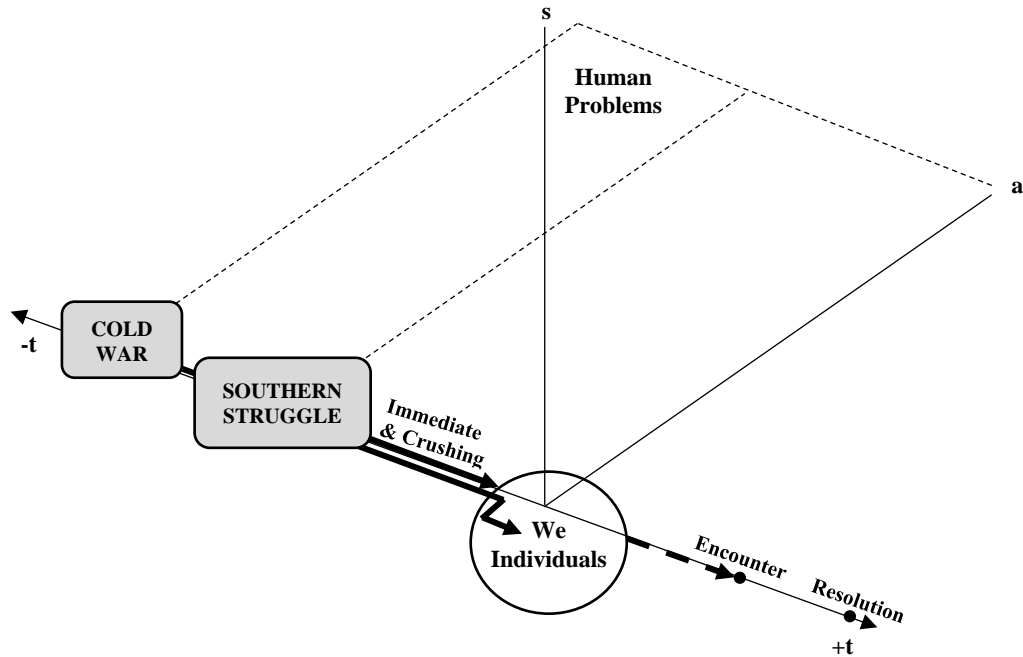 s
Human
Problems
a
-t
COLD
WAR
SOUTHERN
STRUGGLE
Immediate
& Crushing
We
Individuals
Encounter
Resolution
+t